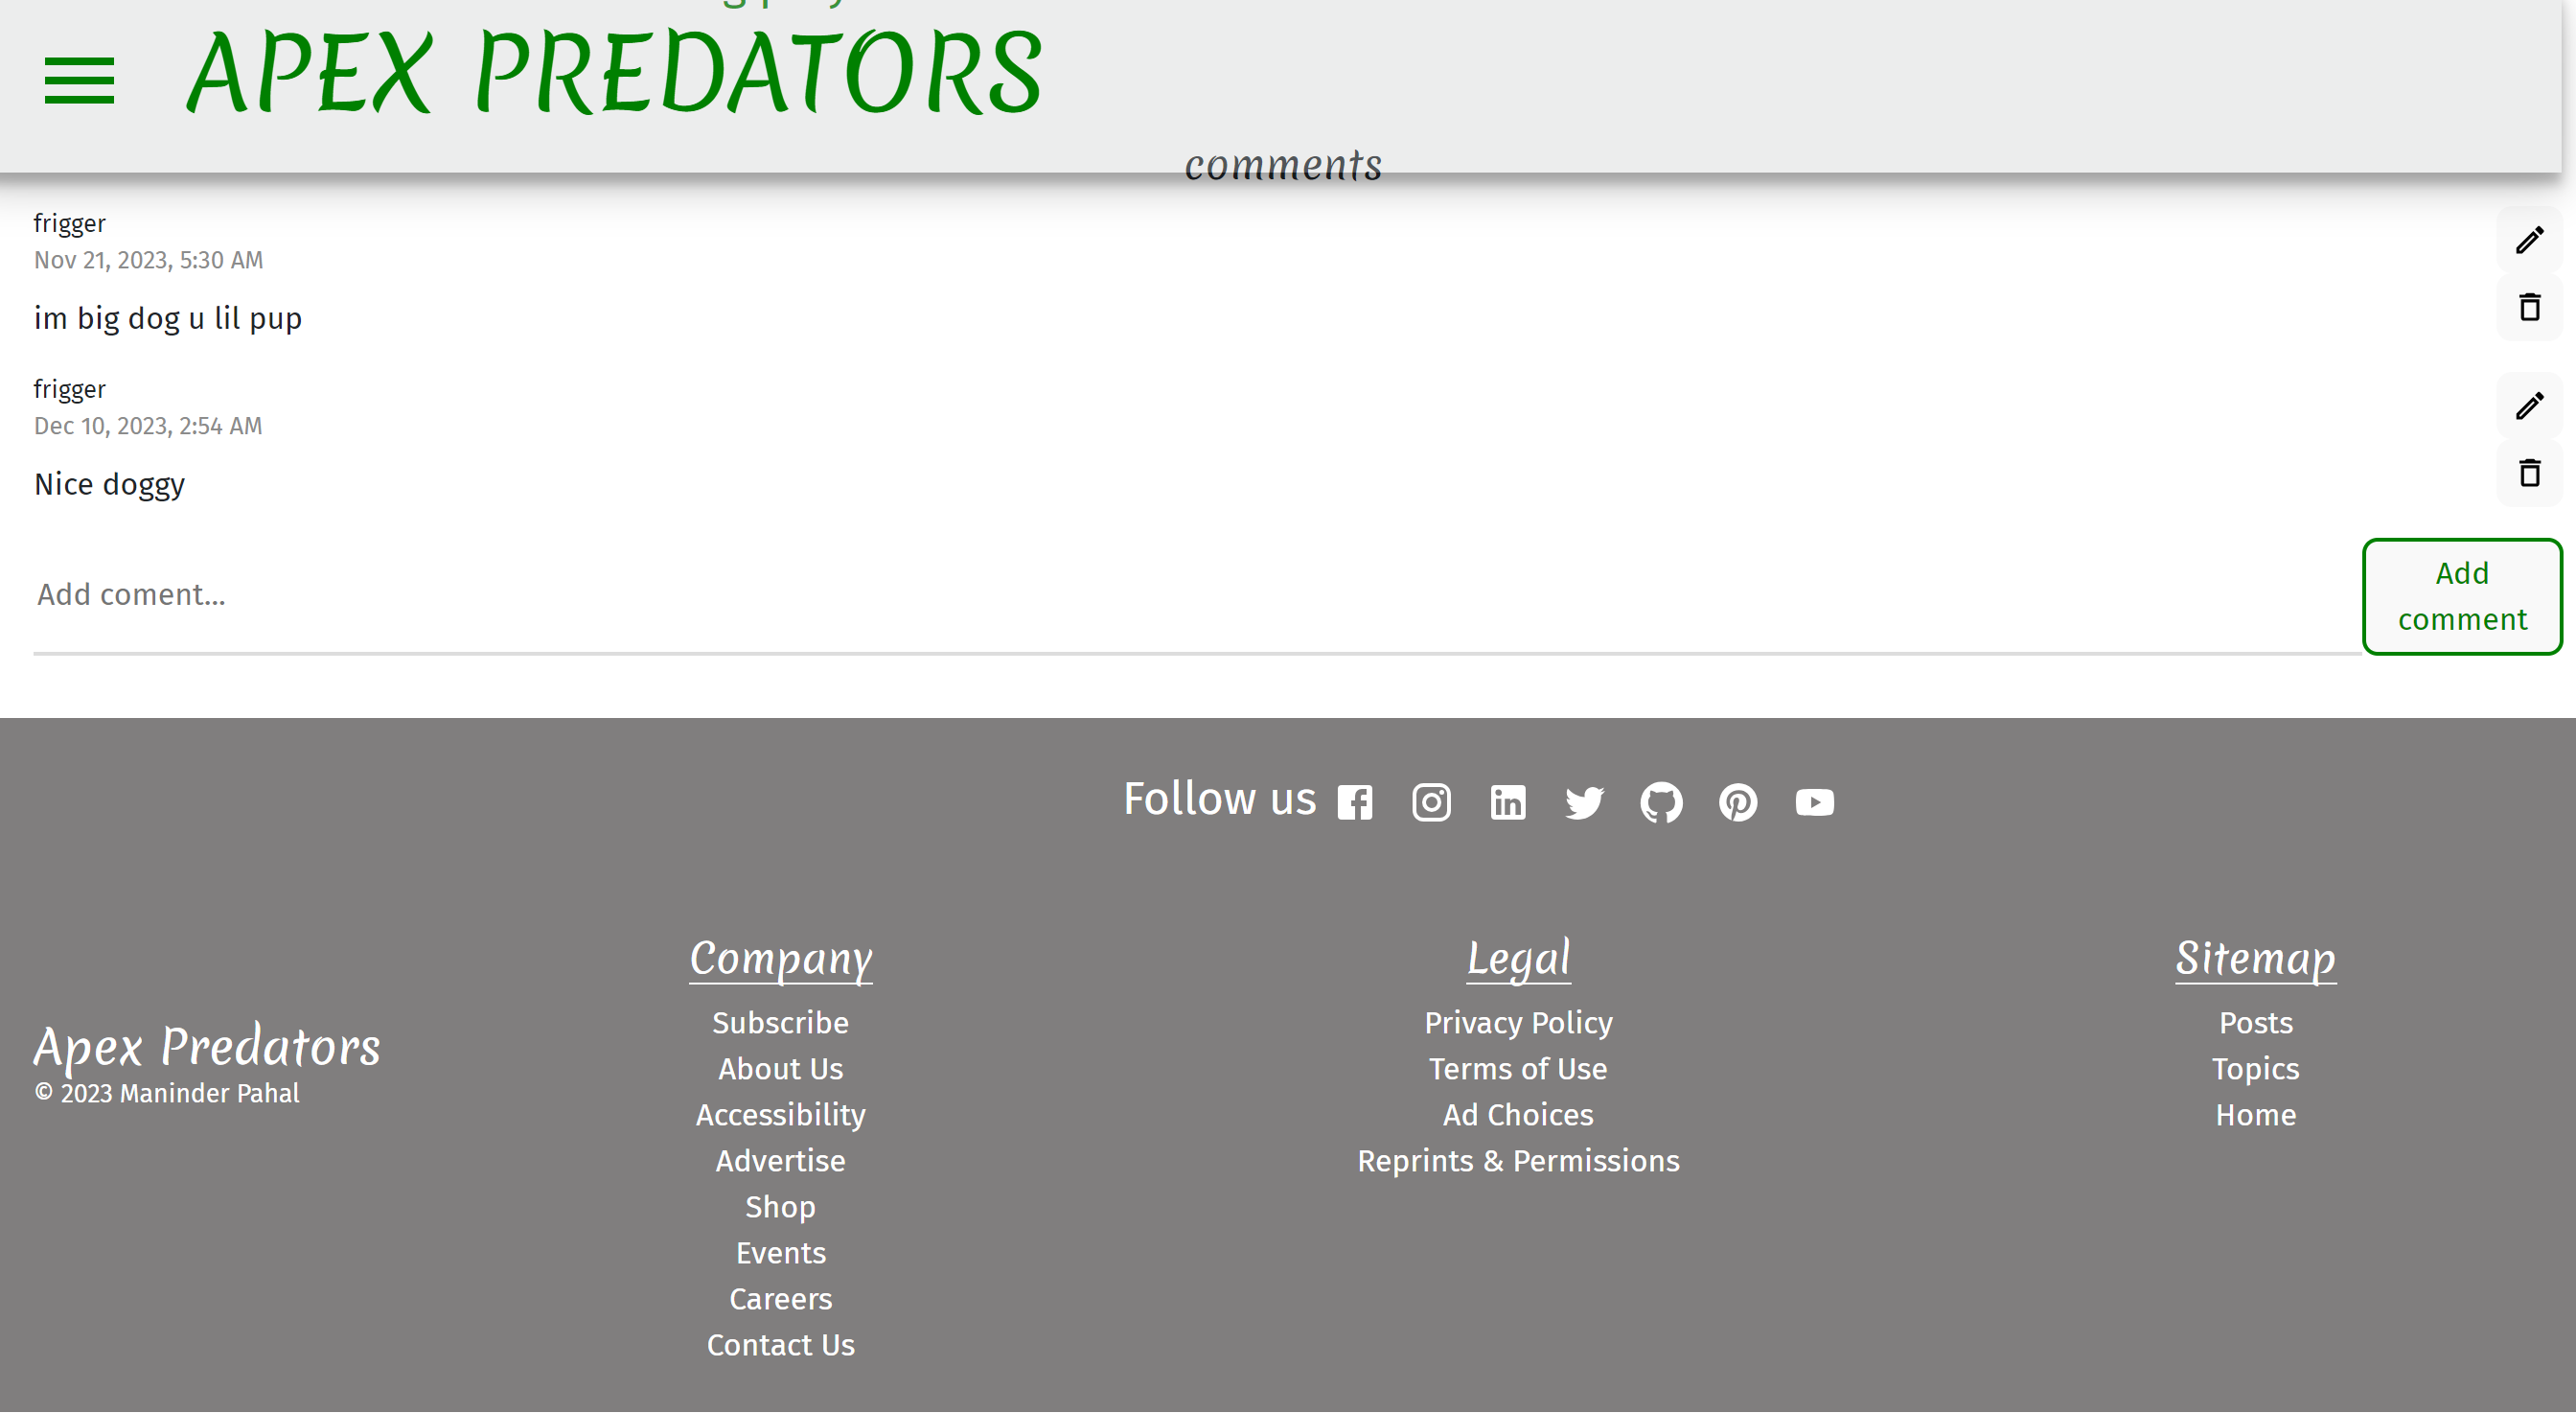 APEX PREDATORS
comments
frigger
Nov 21, 2023, 5:30 AM
im big dog u lil pup
frigger
Dec 10, 2023, 2:54 AM
Nice doggy
Add coment...
Add
comment
Follow us
Apex Predators
© 2023 Maninder Pahal
Company
Subscribe
About Us
Accessibility
Advertise
Shop
Events
Careers
Contact Us
Legal
Privacy Policy
Terms of Use
Ad Choices
Reprints & Permissions
Sitemap
Posts
Topics
Home